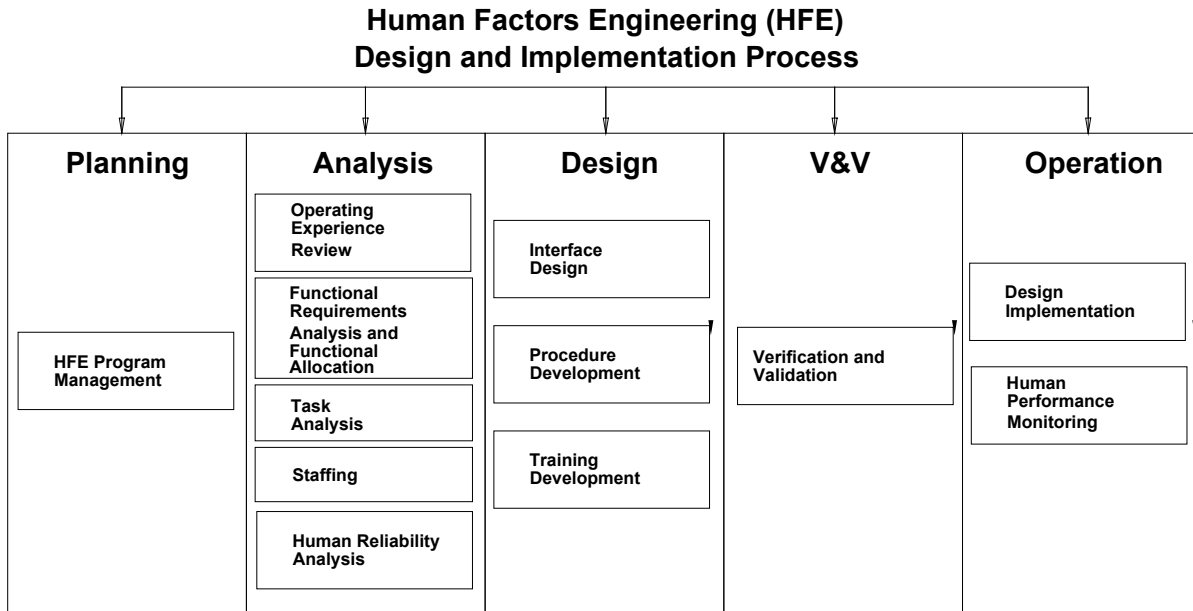 Human Factors Engineering (HFE)
Design and Implementation Process
Planning
HFE Program
Management
Analysis
Operating
Experience
Review
Functional
Requirements
Analysis and
Functional
Allocation
Task
Analysis
Staffing
Human Reliability
Analysis
Design
Interface
Design
Procedure
Development
Training
Development
V&V
Verification and
Validation
Operation
Design
Implementation
Human
Performance
Monitoring